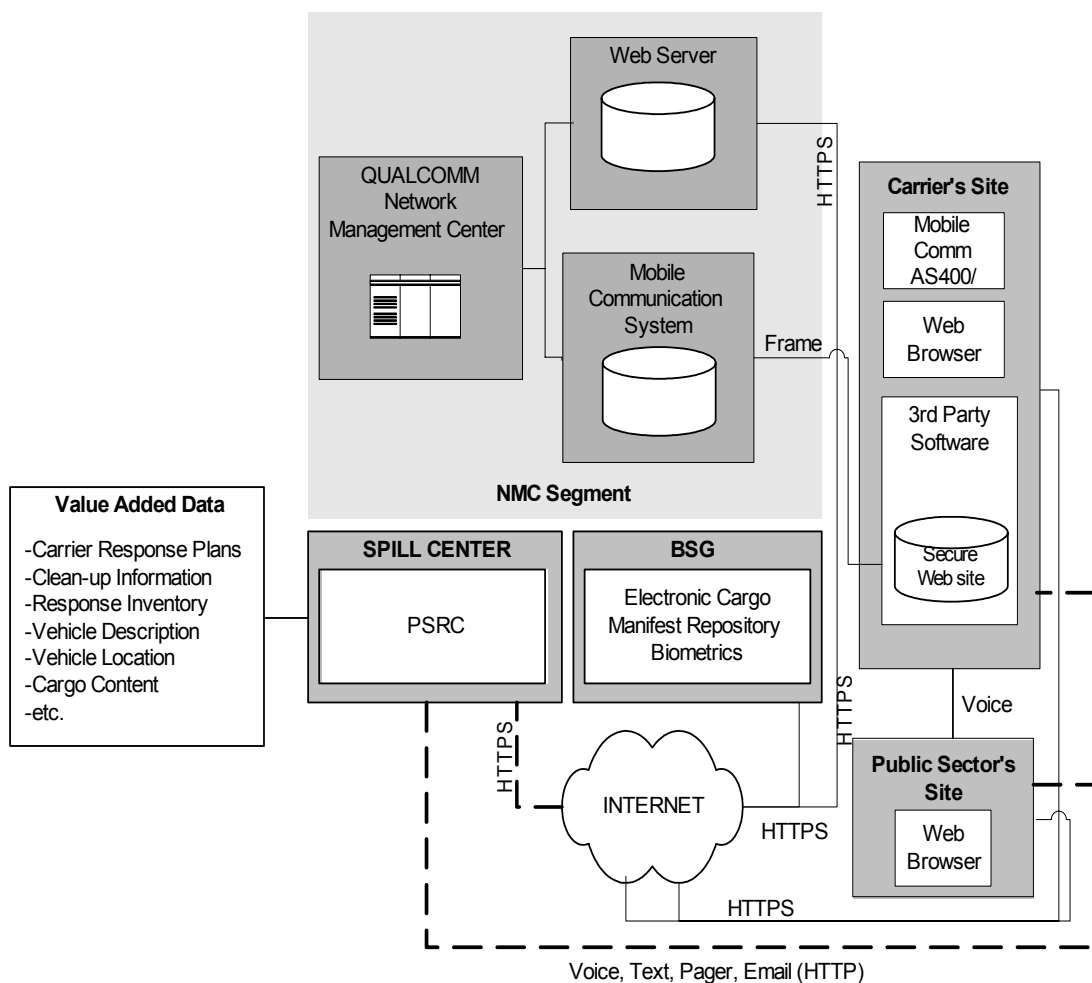 Web Server
QUALCOMM
Network
Management Center
Mobile
Communication
System
NMC Segment
HTTPS
Frame
Carrier's Site
Mobile
Comm
AS400/
Web
Browser
3rd Party
Software
Secure
Web site
Value Added Data
-Carrier Response Plans
-Clean-up Information
-Response Inventory
-Vehicle Description
-Vehicle Location
-Cargo Content
-etc.
SPILL CENTER
PSRC
BSG
Electronic Cargo
Manifest Repository
Biometrics
HTTPS
HTTPS
Voice
INTERNET
HTTPS
Public Sector's
Site
Web
Browser
HTTPS
Voice, Text, Pager, Email (HTTP)